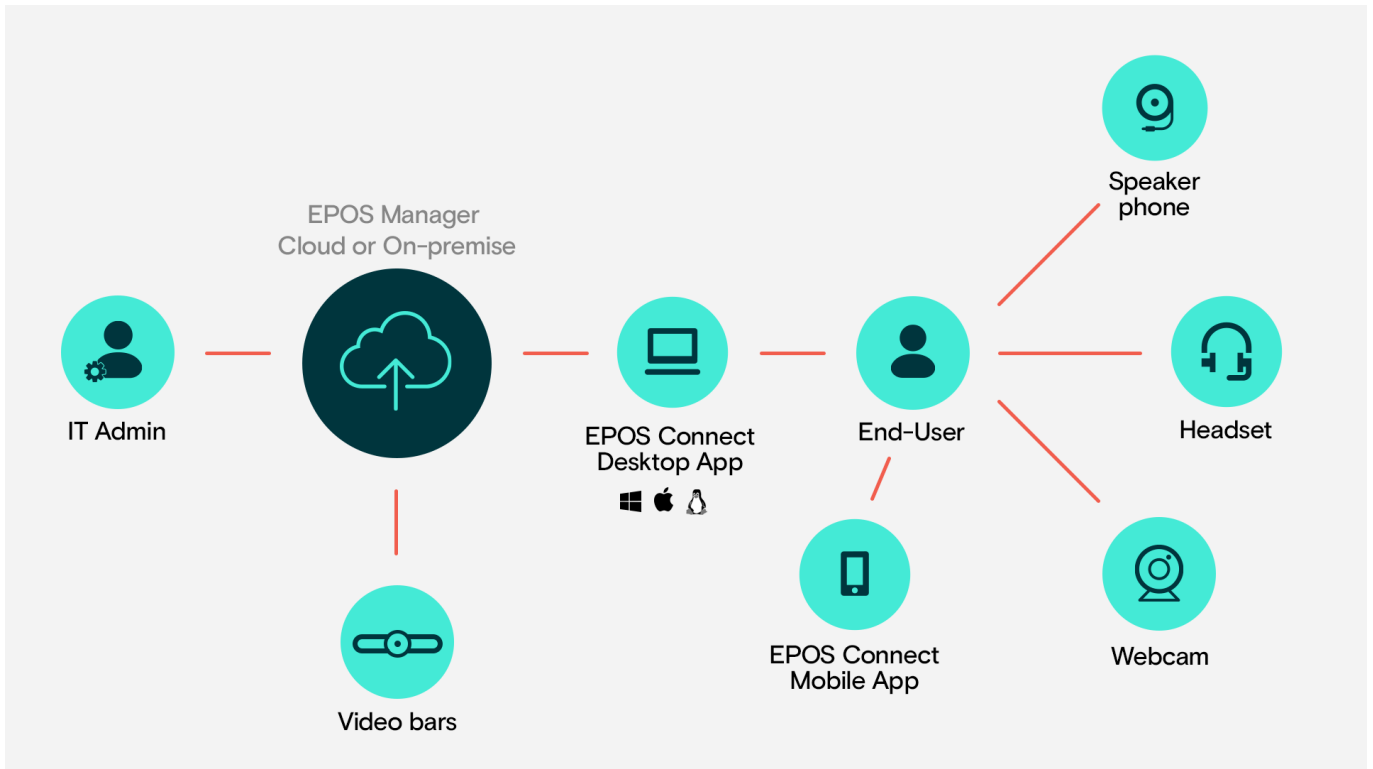 Speaker
phone
EPOS Manager
Cloud or On-premise
IT Admin
EPOS Connect
Desktop App
End-User
Headset
EPOS Connect
Mobile App
Webcam
Video bars